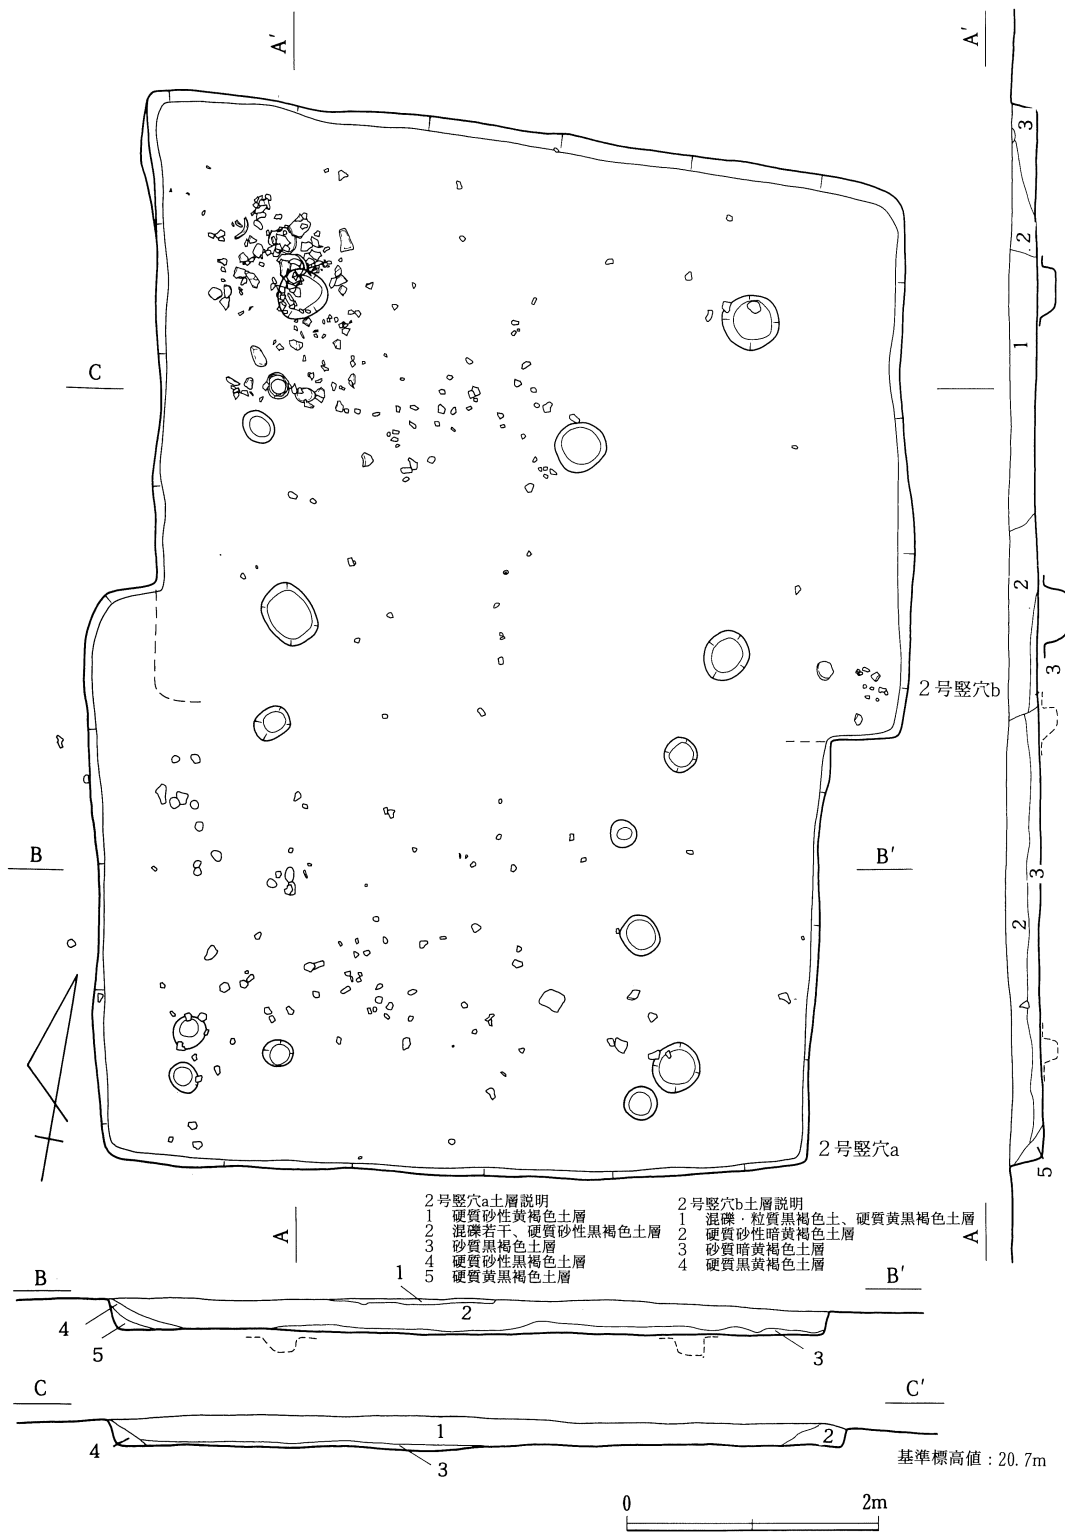 A′
A′
3
2
C
1
2
3
2号竪穴b
B
B′
3
2
2号竪穴a
5
A
A
2号竪穴a土層説明
1 硬質砂性黄褐色土層
2 混礫若干、硬質砂性黒褐色土層
3 砂質黒褐色土層
4 硬質砂性黒褐色土層
5 硬質黄黒褐色土層
2号竪穴b土層説明
1 混礫・粒質黒褐色土、硬質黄黒褐色土層
2 硬質砂性暗黄褐色土層
3 砂質暗黄褐色土層
4 硬質黒黄褐色土層
B
B′
1
2
4
5
3
C
C′
1
2
4
3
基準標高値：20.7m
0 2m